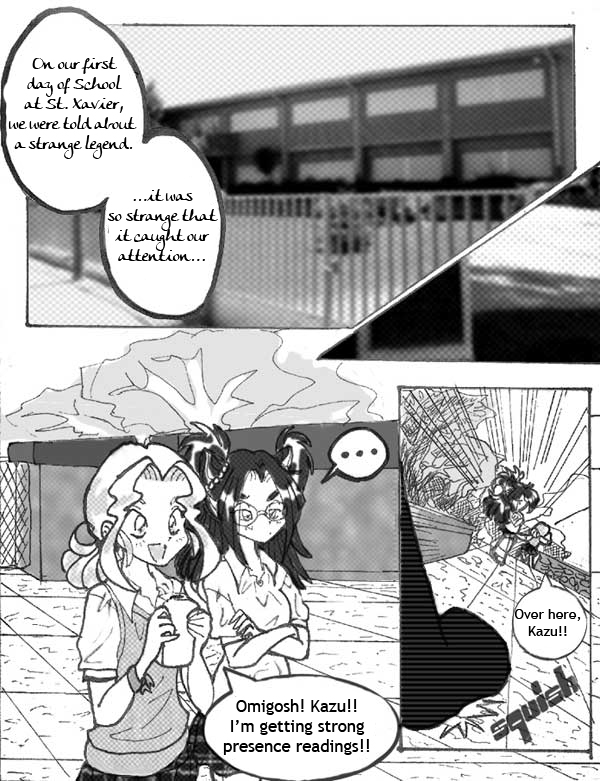 On our first
day of School
at St. Xavier,
we were told about
a strange legend.
...it was
so strange that
it caught our
attention...
...
Omigosh! Kazu!!
I'm getting strong
presence readings!!
Over here,
Kazu!!
squish